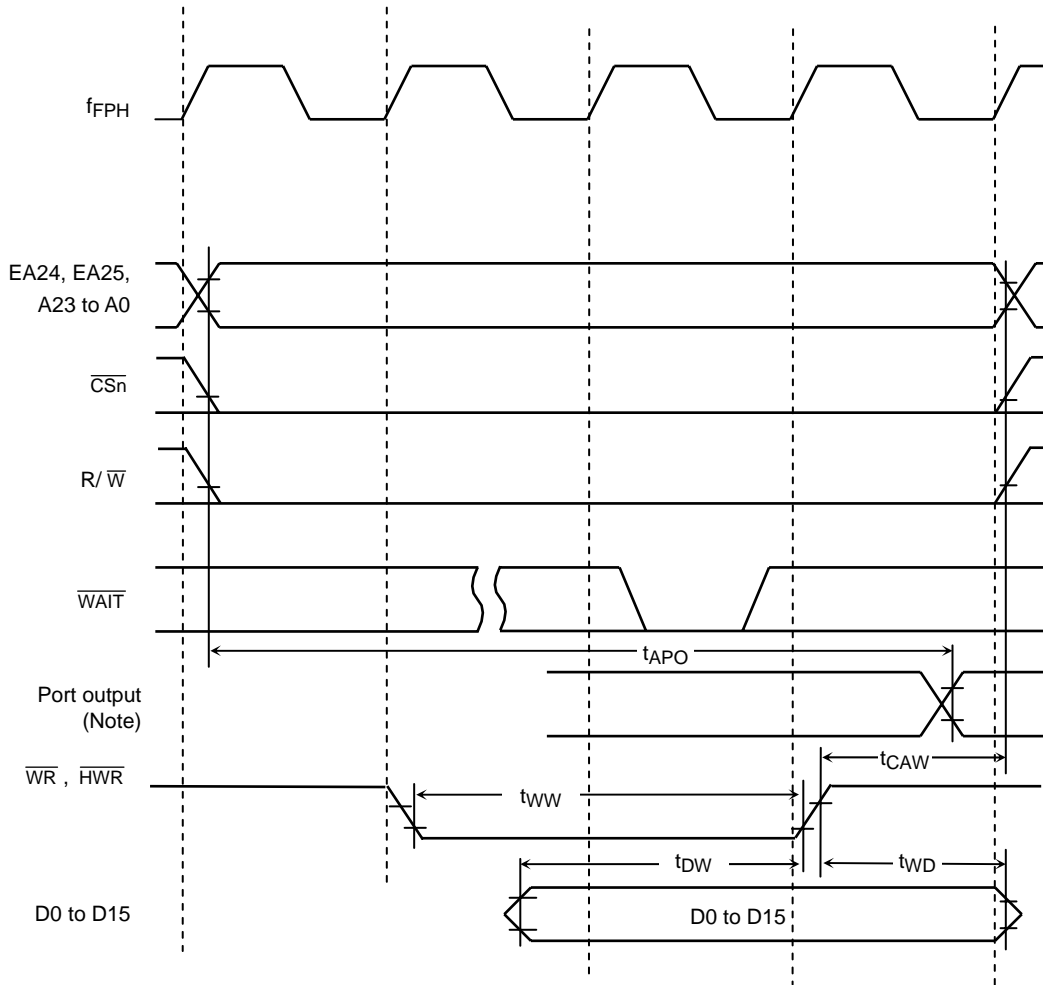 fFPH
EA24, EA25,
A23 to A0
CSn
R/ W
WAIT
tAPO
Port output
(Note)
tCAW
WR , HWR
tWW
tDW
tWD
D0 to D15
D0 to D15